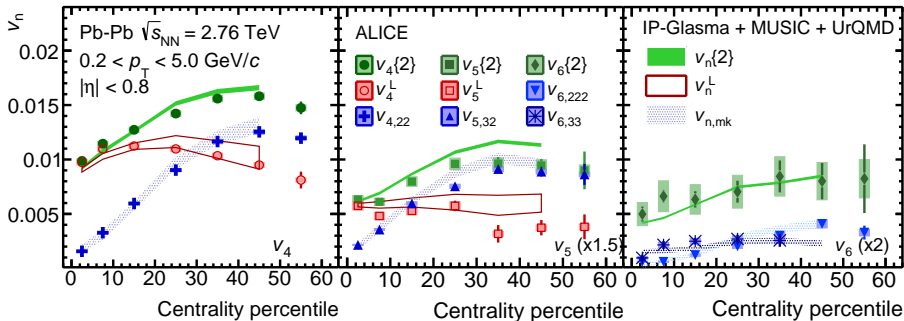 v_n
0.02
0.015
0.01
0.005
Pb-Pb √s_NN = 2.76 TeV
0.2 < p_T < 5.0 GeV/c
|η| < 0.8
v_4
0 10 20 30 40 50 60
Centrality percentile
ALICE
v_4{2} v_5{2} v_6{2}
v_4^L v_5^L v_6,222
v_4,22 v_5,32 v_6,33
v_5 (x1.5)
0 10 20 30 40 50 60
Centrality percentile
IP-Glasma + MUSIC + UrQMD
v_n{2}
v_n^L
v_n,mk
v_6 (x2)
0 10 20 30 40 50 60
Centrality percentile